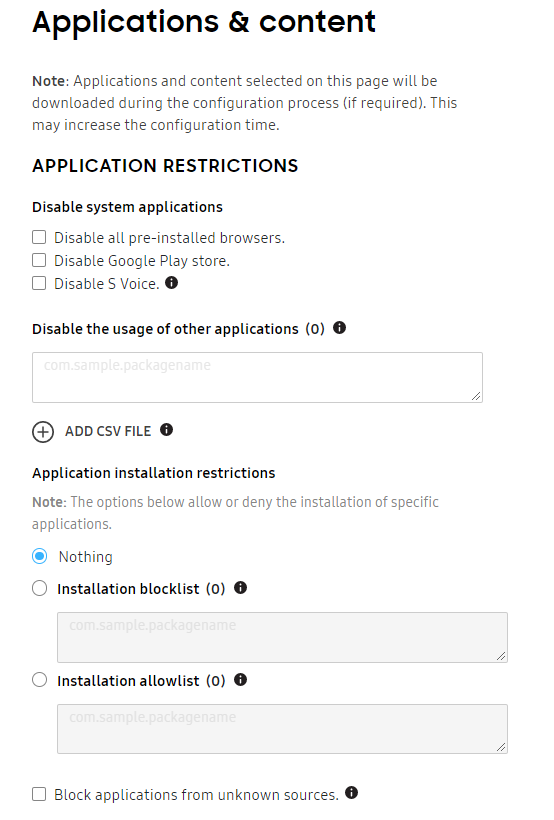 Applications & content
Note: Applications and content selected on this page will be
downloaded during the configuration process (if required). This
may increase the configuration time.
APPLICATION RESTRICTIONS
Disable system applications
Disable all pre-installed browsers.
Disable Google Play store.
Disable S Voice.
Disable the usage of other applications (0)
com.sample.packagename
ADD CSV FILE
Application installation restrictions
Note: The options below allow or deny the installation of specific
applications.
Nothing
Installation blocklist (0)
com.sample.packagename
Installation allowlist (0)
com.sample.packagename
Block applications from unknown sources.